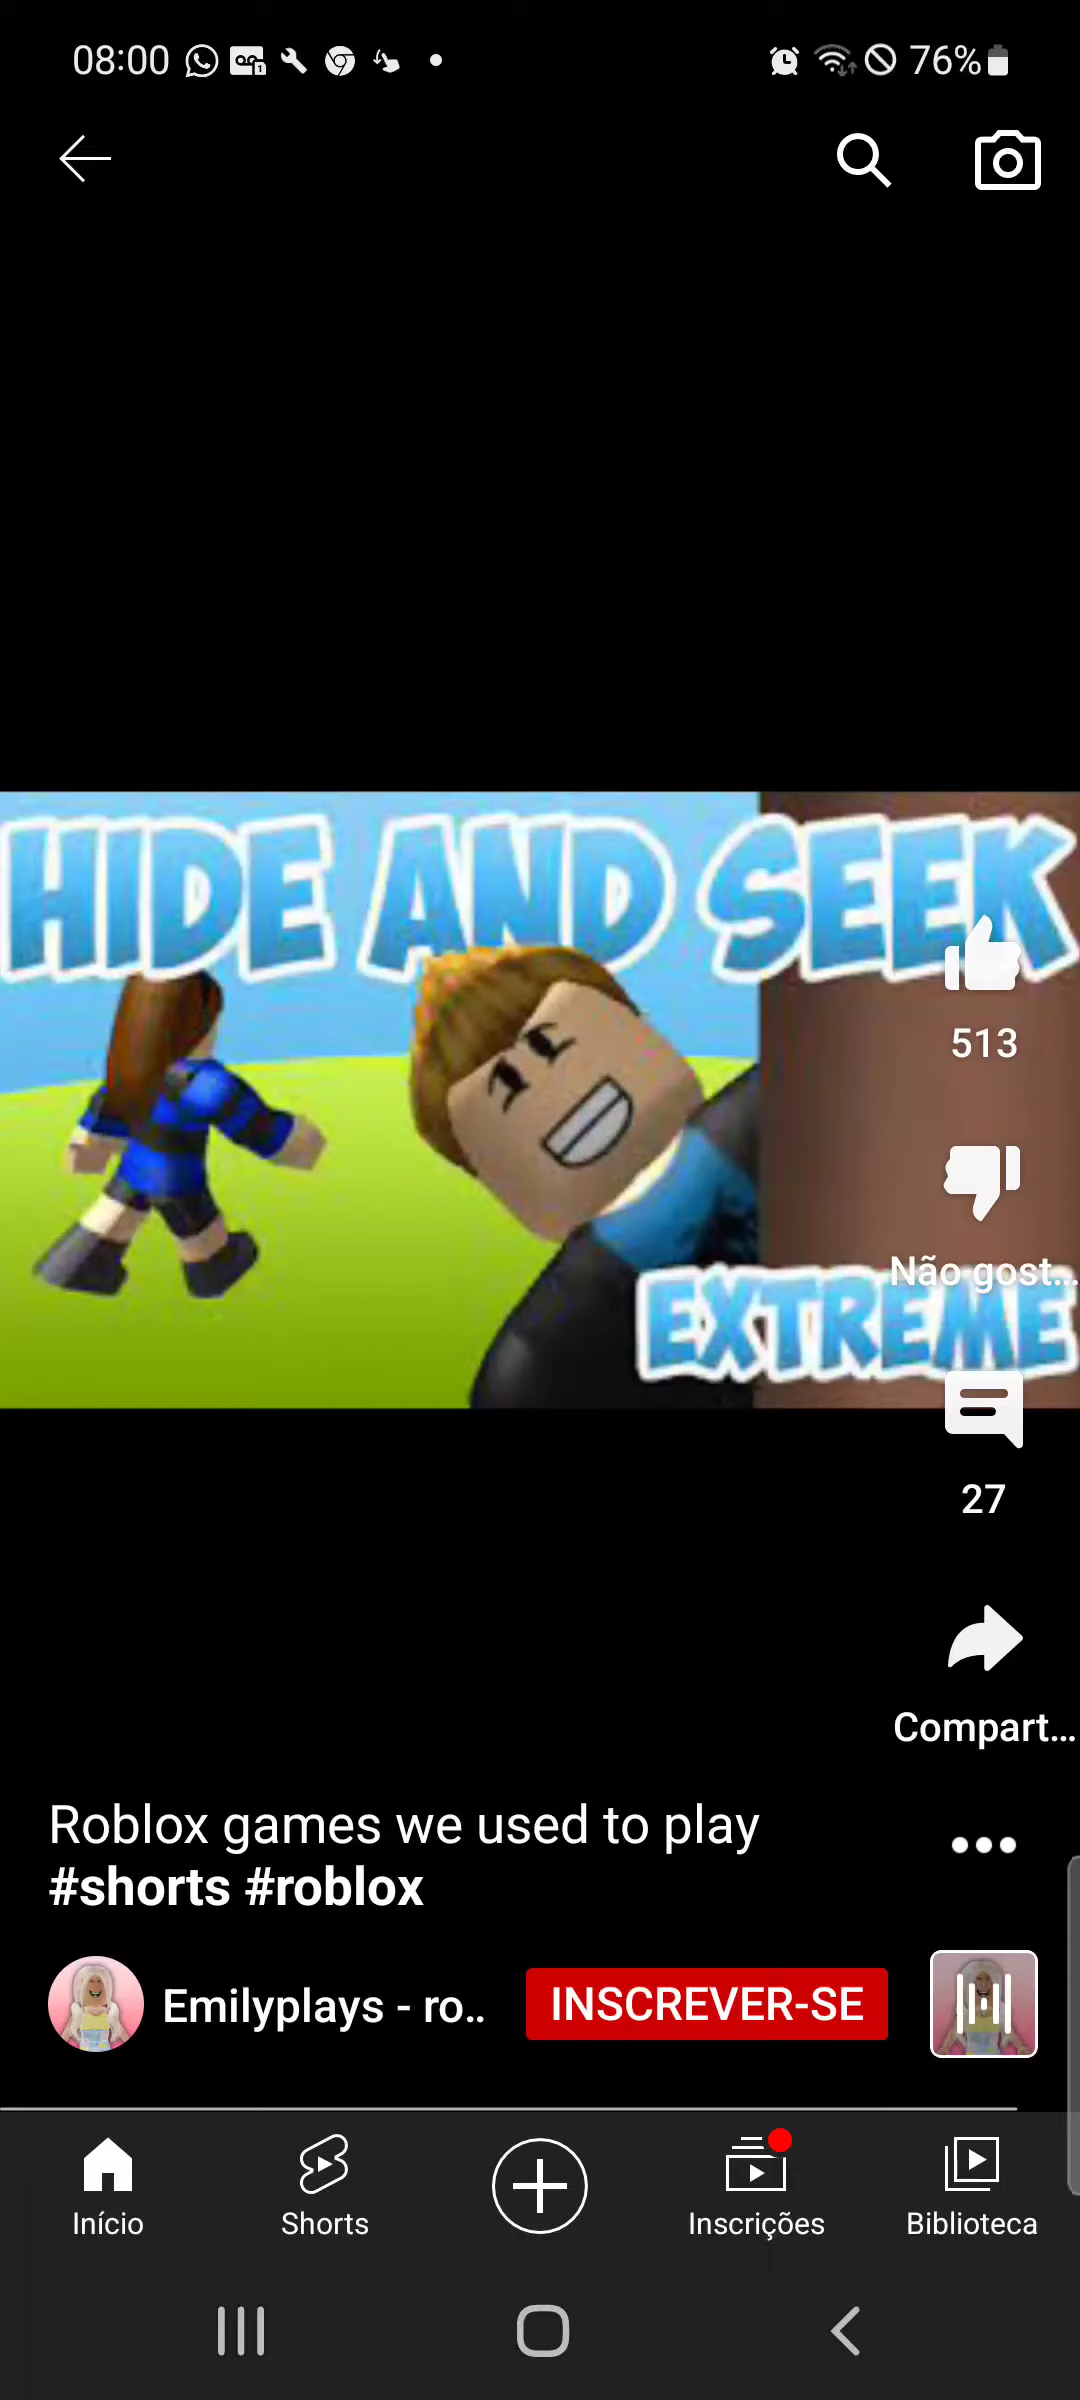 08:00
76%
HIDE AND SEEK
513
Não gost...
EXTREME
27
Compart...
Roblox games we used to play
#shorts #roblox
Emilyplays - ro..
INSCREVER-SE
Início
Shorts
Inscrições
Biblioteca